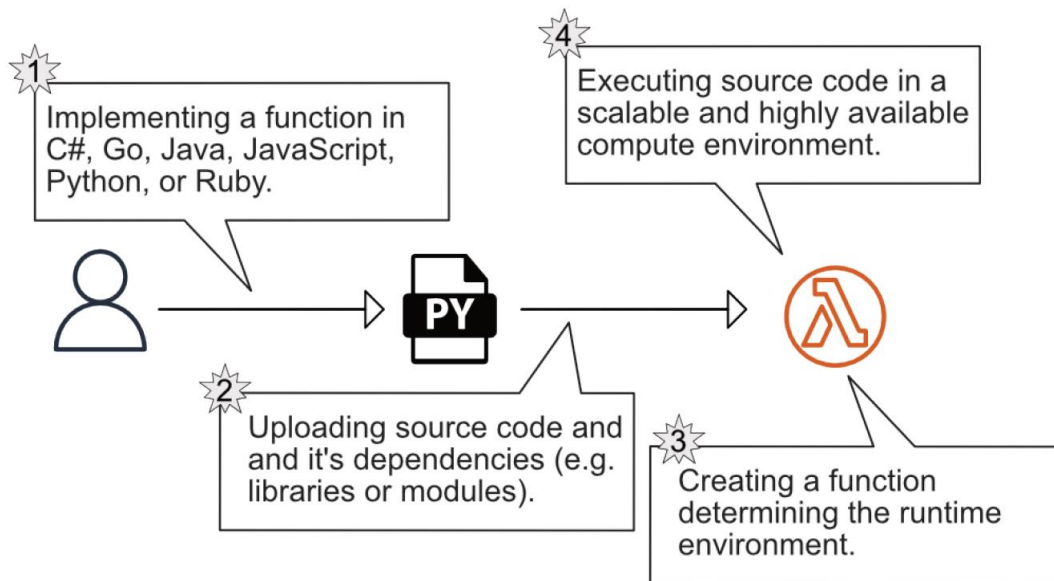 1
Implementing a function in
C#, Go, Java, JavaScript,
Python, or Ruby.
PY
2
Uploading source code and
and it's dependencies (e.g.
libraries or modules).
3
Creating a function
determining the runtime
environment.
4
Executing source code in a
scalable and highly available
compute environment.